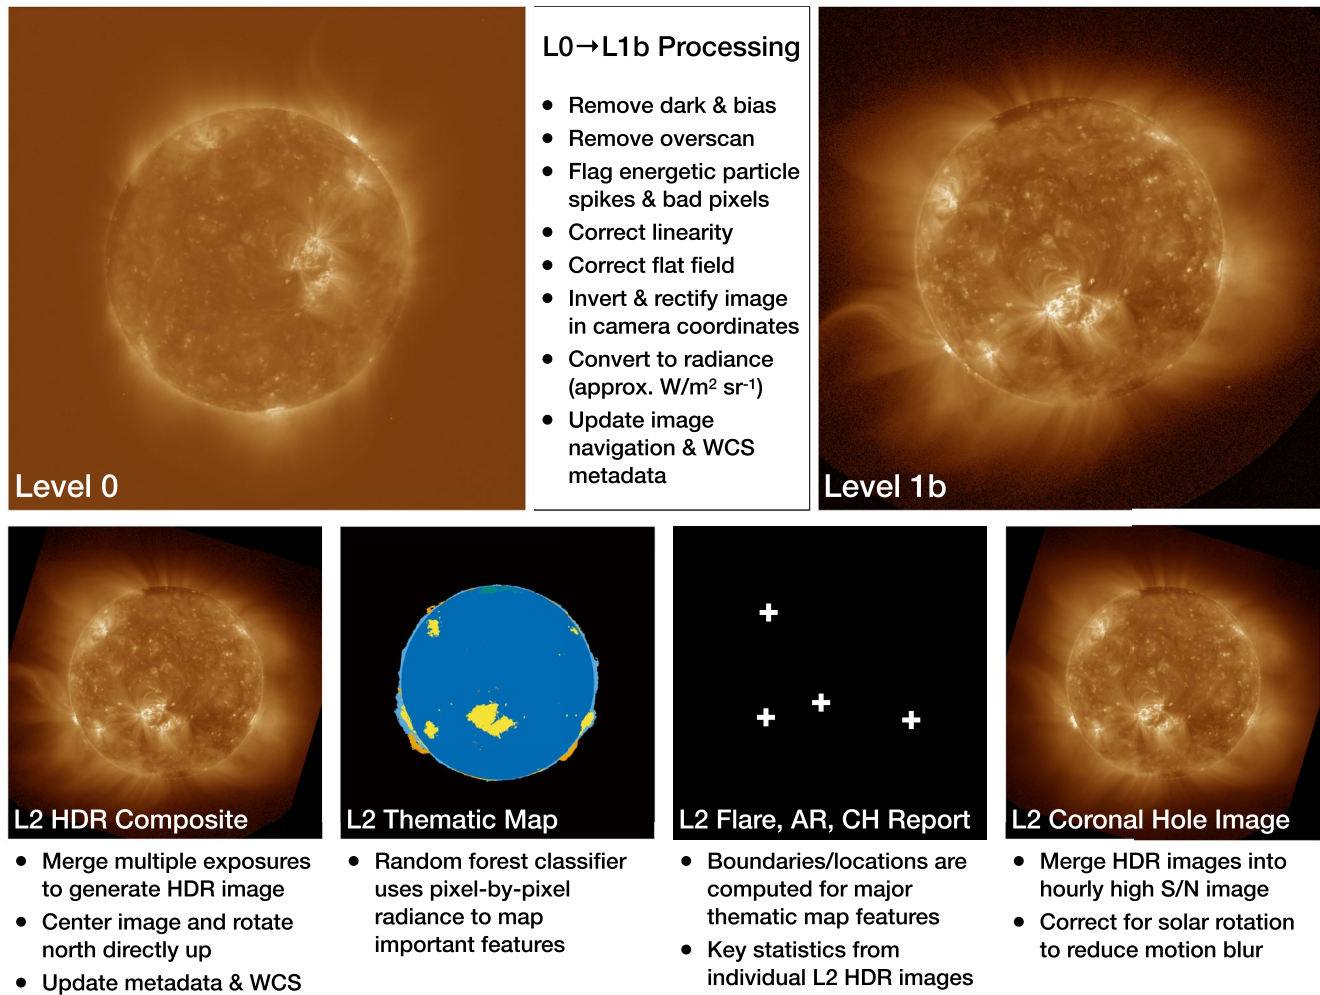 L0→L1b Processing
• Remove dark & bias
• Remove overscan
• Flag energetic particle
spikes & bad pixels
• Correct linearity
• Correct flat field
• Invert & rectify image
in camera coordinates
• Convert to radiance
(approx. W/m² sr⁻¹)
• Update image
navigation & WCS
metadata
Level 0
Level 1b
L2 HDR Composite
• Merge multiple exposures
to generate HDR image
• Center image and rotate
north directly up
• Update metadata & WCS
L2 Thematic Map
• Random forest classifier
uses pixel-by-pixel
radiance to map
important features
L2 Flare, AR, CH Report
• Boundaries/locations are
computed for major
thematic map features
• Key statistics from
individual L2 HDR images
L2 Coronal Hole Image
• Merge HDR images into
hourly high S/N image
• Correct for solar rotation
to reduce motion blur